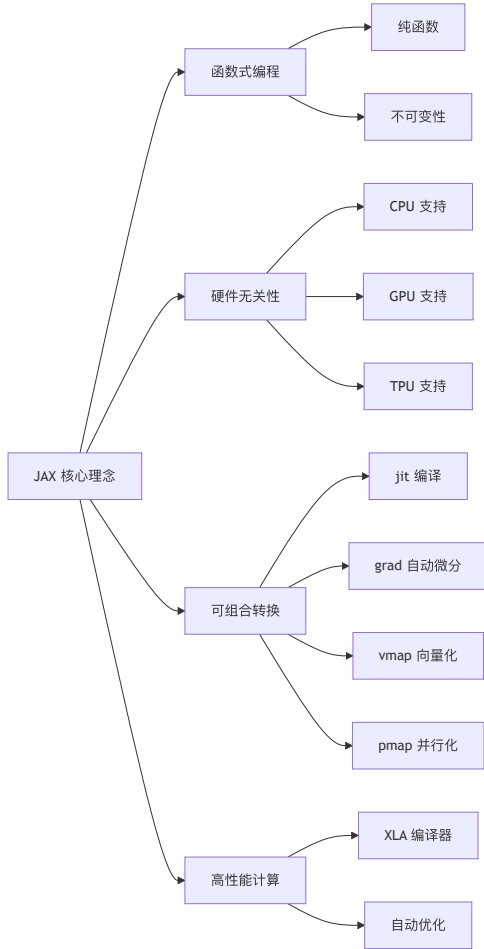 JAX 核心理念
函数式编程
纯函数
不可变性
硬件无关性
CPU 支持
GPU 支持
TPU 支持
可组合转换
jit 编译
grad 自动微分
vmap 向量化
pmap 并行化
高性能计算
XLA 编译器
自动优化